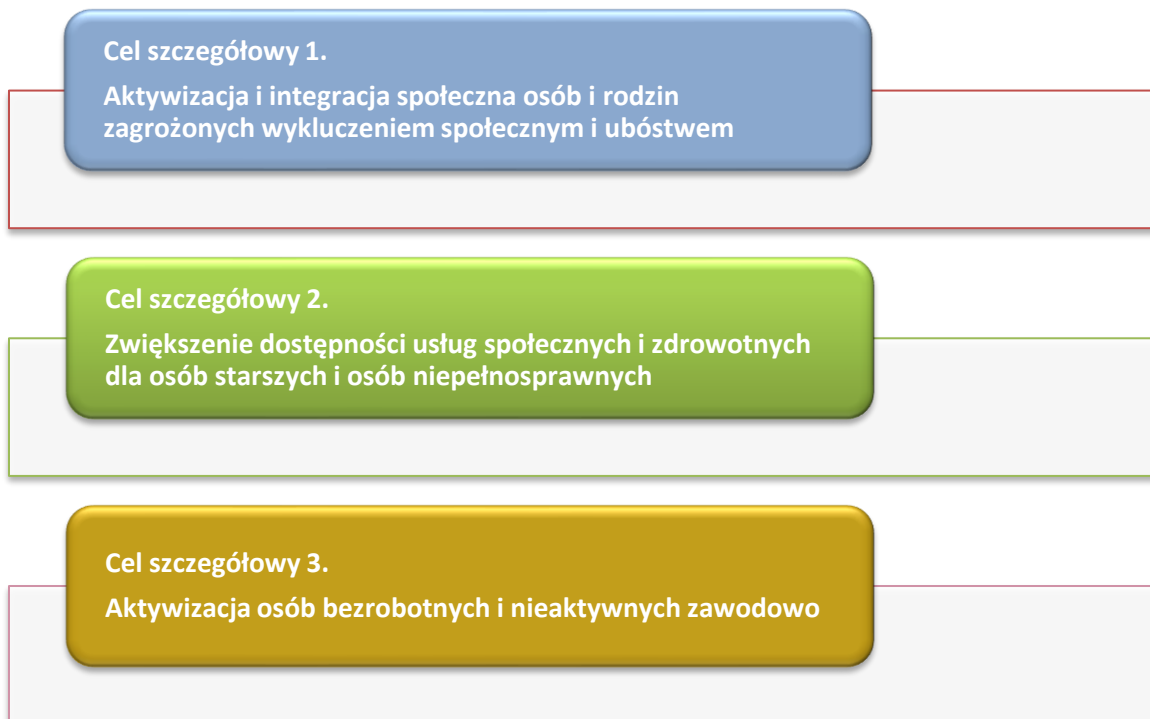 Cel szczegółowy 1.
Aktywizacja i integracja społeczna osób i rodzin
zagrożonych wykluczeniem społecznym i ubóstwem
Cel szczegółowy 2.
Zwiększenie dostępności usług społecznych i zdrowotnych
dla osób starszych i osób niepełnosprawnych
Cel szczegółowy 3.
Aktywizacja osób bezrobotnych i nieaktywnych zawodowo